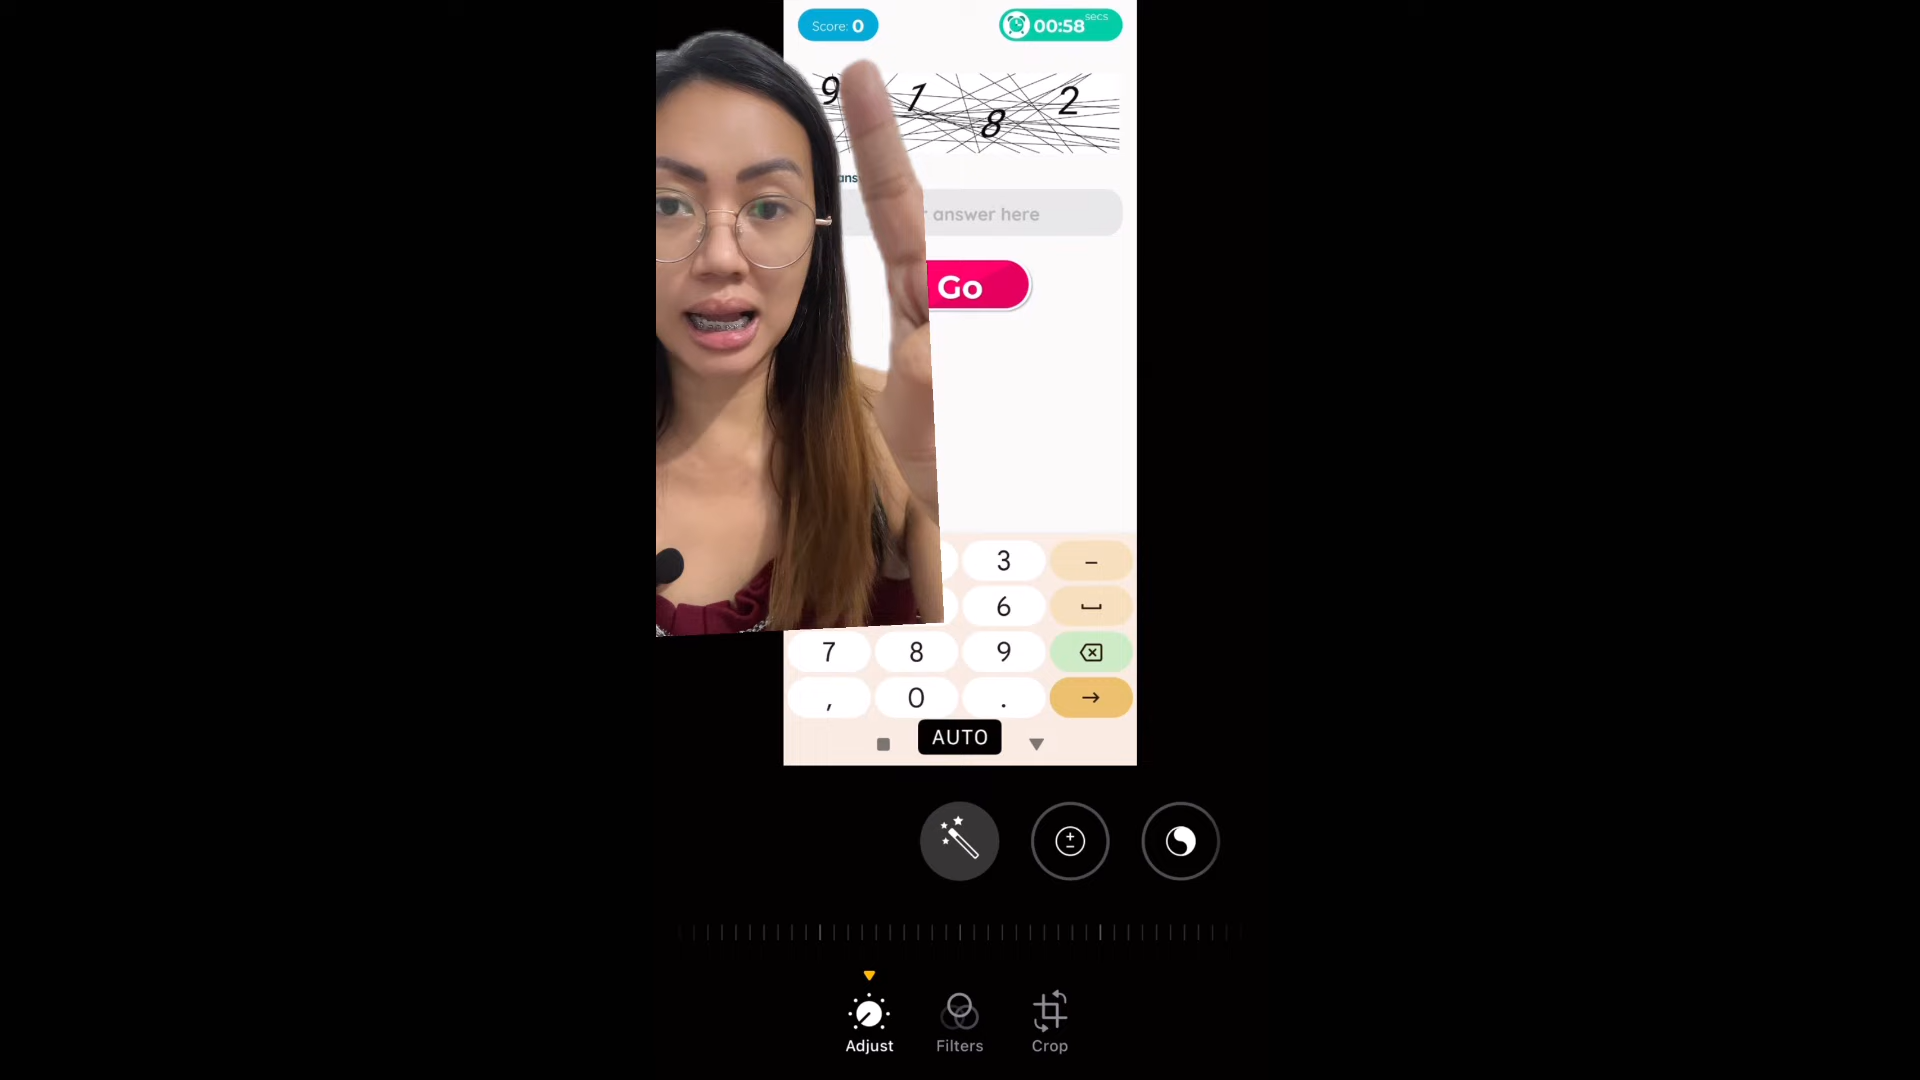 Score: 0
00:58 secs
9 1 8 2
ans
answer here
Go
3 –
6
7 8 9
, 0 . →
AUTO
Adjust Filters Crop